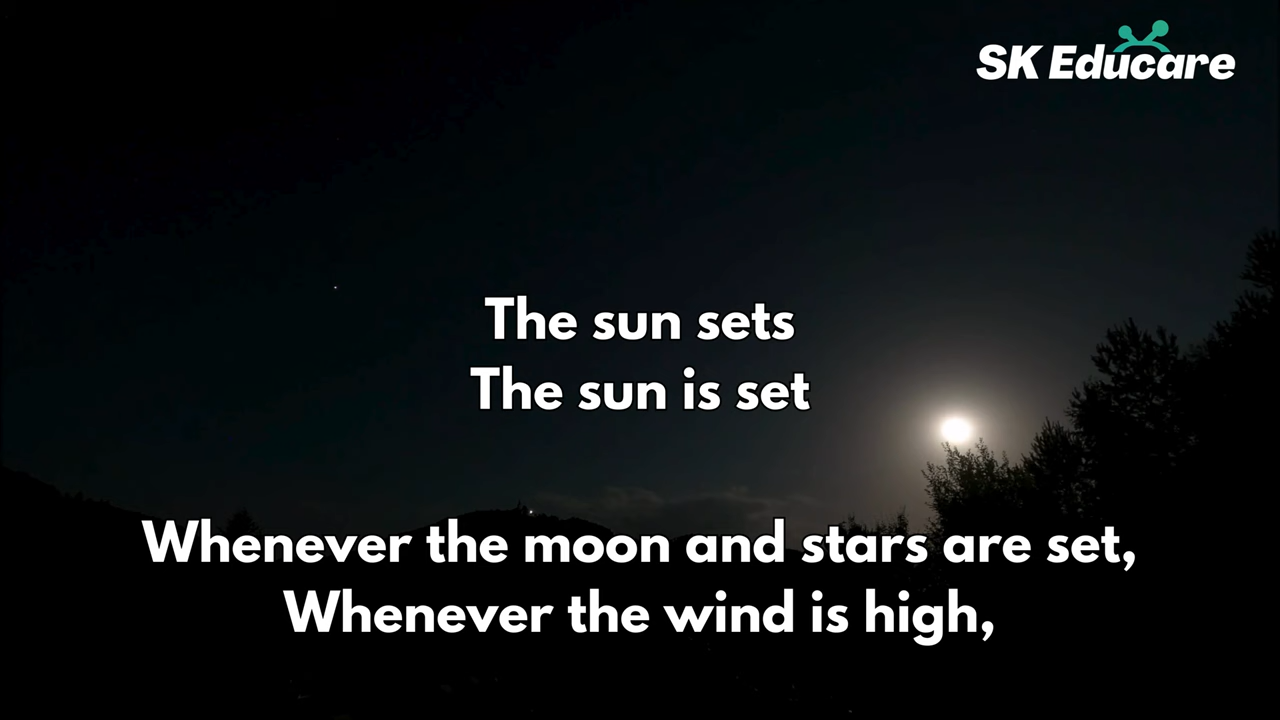 SK Educare
The sun sets
The sun is set
Whenever the moon and stars are set,
Whenever the wind is high,